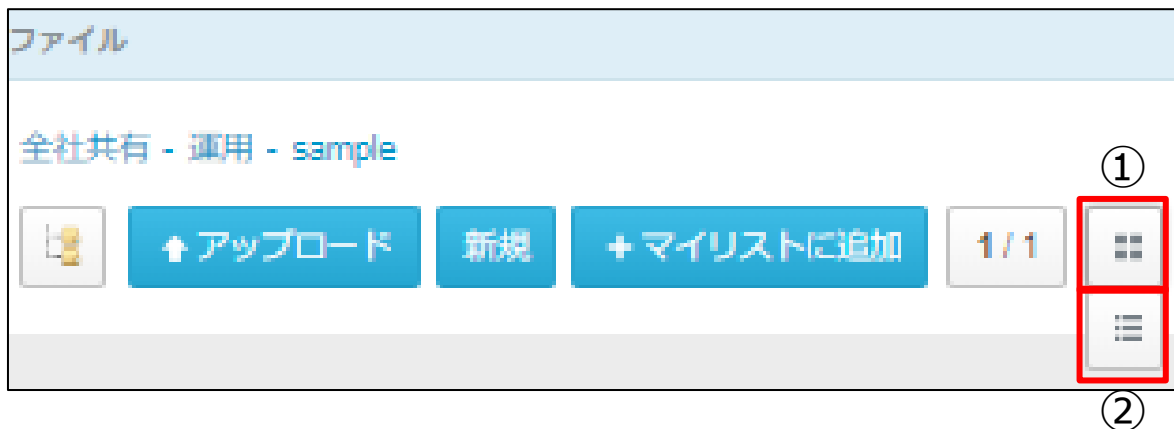 ファイル
全社共有 - 運用 - sample
①
アップロード 新規 +マイリストに追加 1 / 1
②